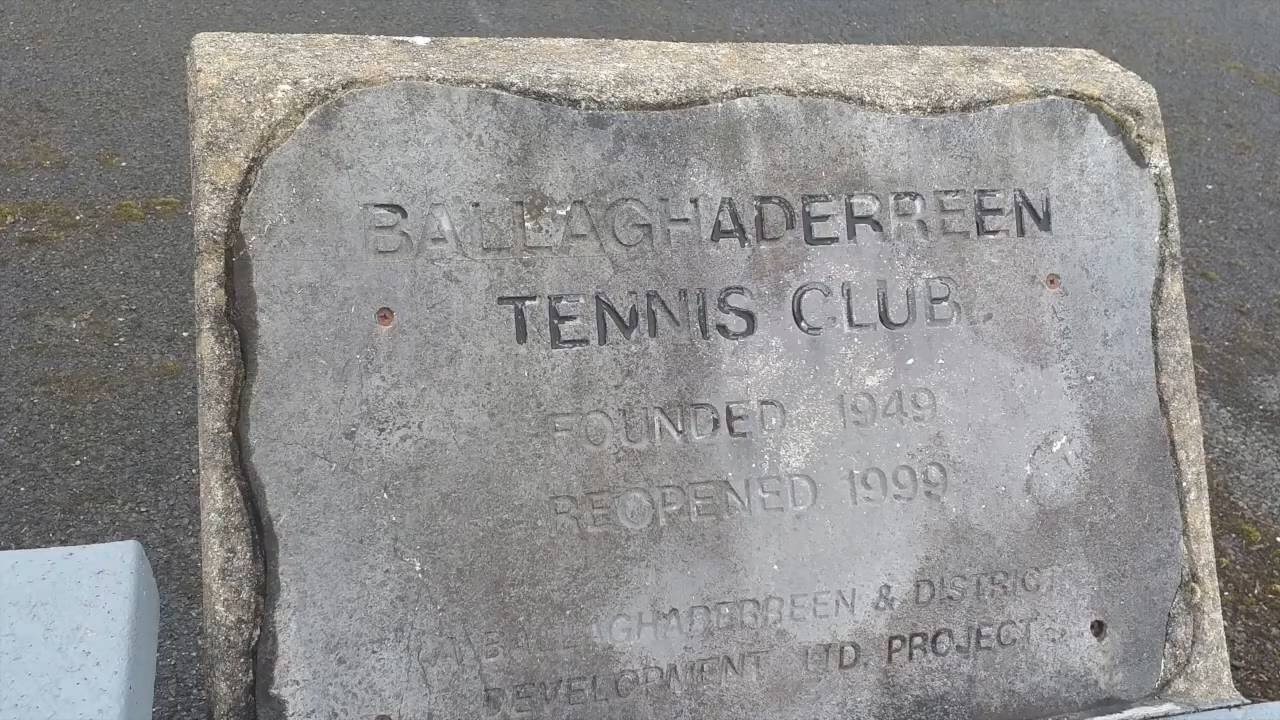 BALLAGHADERREEN
TENNIS CLUB
FOUNDED 1949
REOPENED 1999
(A BALLAGHADERREEN & DISTRICT
DEVELOPMENT LTD. PROJECT)